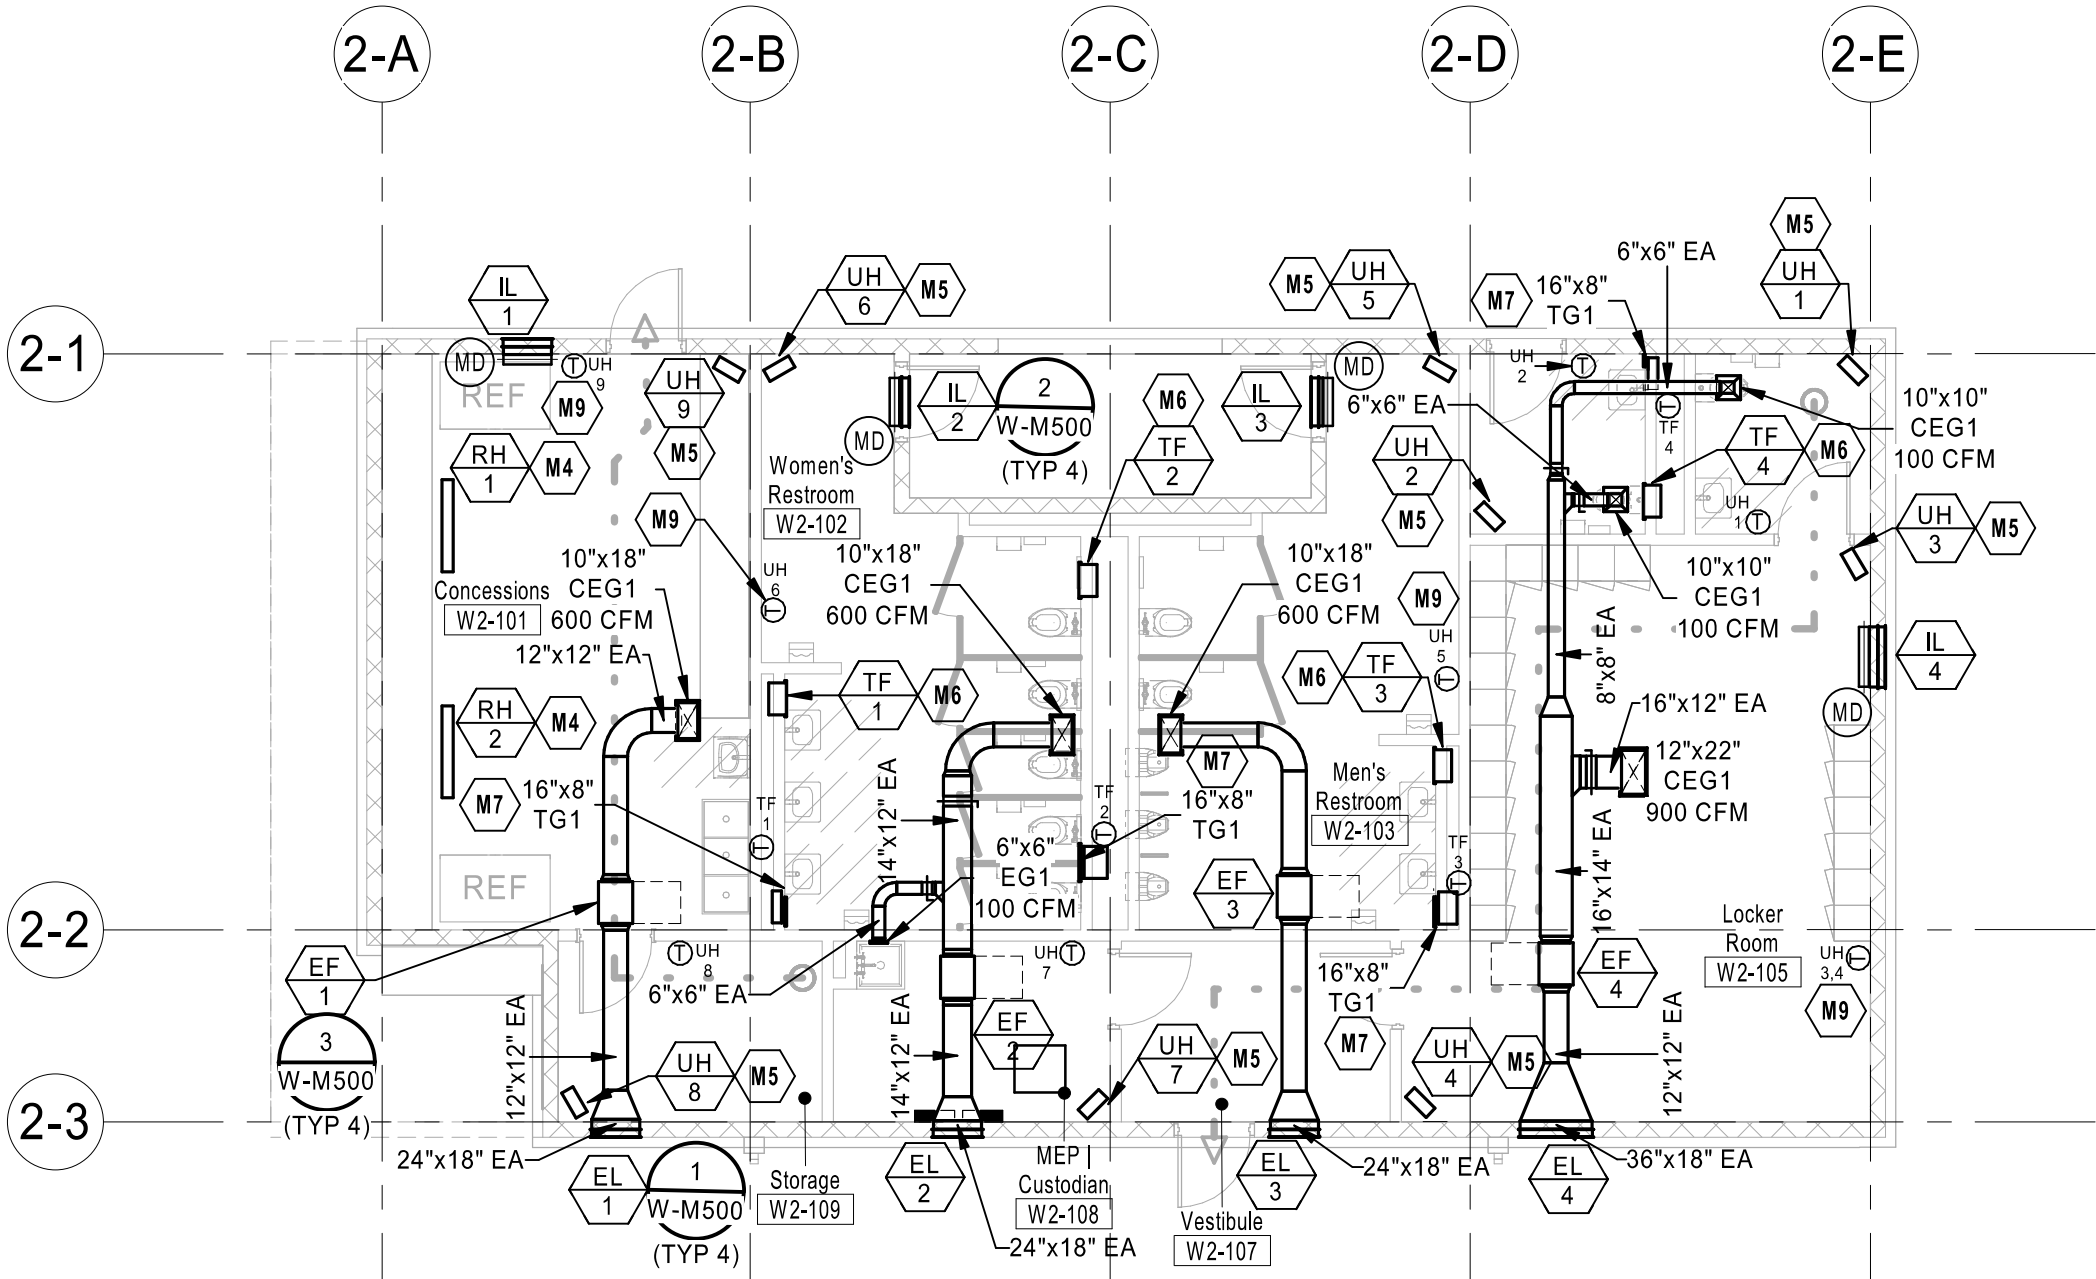 2-A
2-B
2-C
2-D
2-E
2-1
2-2
2-3
IL
1
MD
T
UH
9
M9
REF
UH
9
M5
RH
1
M4
UH
6
M5
Women's
Restroom
W2-102
MD
IL
2
2
W-M500
(TYP 4)
M6
TF
2
IL
3
MD
M5
UH
5
M7
16"x8"
TG1
6"x6" EA
M5
UH
1
UH
2
T
6"x6" EA
T
TF
4
TF
4
M6
10"x10"
CEG1
100 CFM
UH
2
M5
UH
1
T
UH
3
M5
M9
UH
6
T
Concessions
W2-101
10"x18"
CEG1
600 CFM
12"x12" EA
10"x18"
CEG1
600 CFM
10"x18"
CEG1
600 CFM
M9
UH
5
T
10"x10"
CEG1
100 CFM
8"x8" EA
IL
4
MD
RH
2
M4
M7
16"x8"
TG1
TF
1
M6
TF
1
T
14"x12" EA
M6
TF
3
M7
16"x8"
TG1
TF
2
T
Men's
Restroom
W2-103
16"x12" EA
12"x22"
CEG1
900 CFM
16"x14" EA
REF
6"x6"
EG1
100 CFM
EF
3
TF
3
T
EF
1
3
W-M500
(TYP 4)
T
UH
8
6"x6" EA
UH
7
T
16"x8"
TG1
M7
EF
4
Locker
Room
W2-105
UH
3,4
T
M9
12"x12" EA
UH
8
M5
14"x12" EA
EF
2
UH
7
M5
UH
4
M5
12"x12" EA
24"x18" EA
EL
1
1
W-M500
(TYP 4)
Storage
W2-109
EL
2
MEP |
Custodian
W2-108
24"x18" EA
Vestibule
W2-107
EL
3
24"x18" EA
EL
4
36"x18" EA